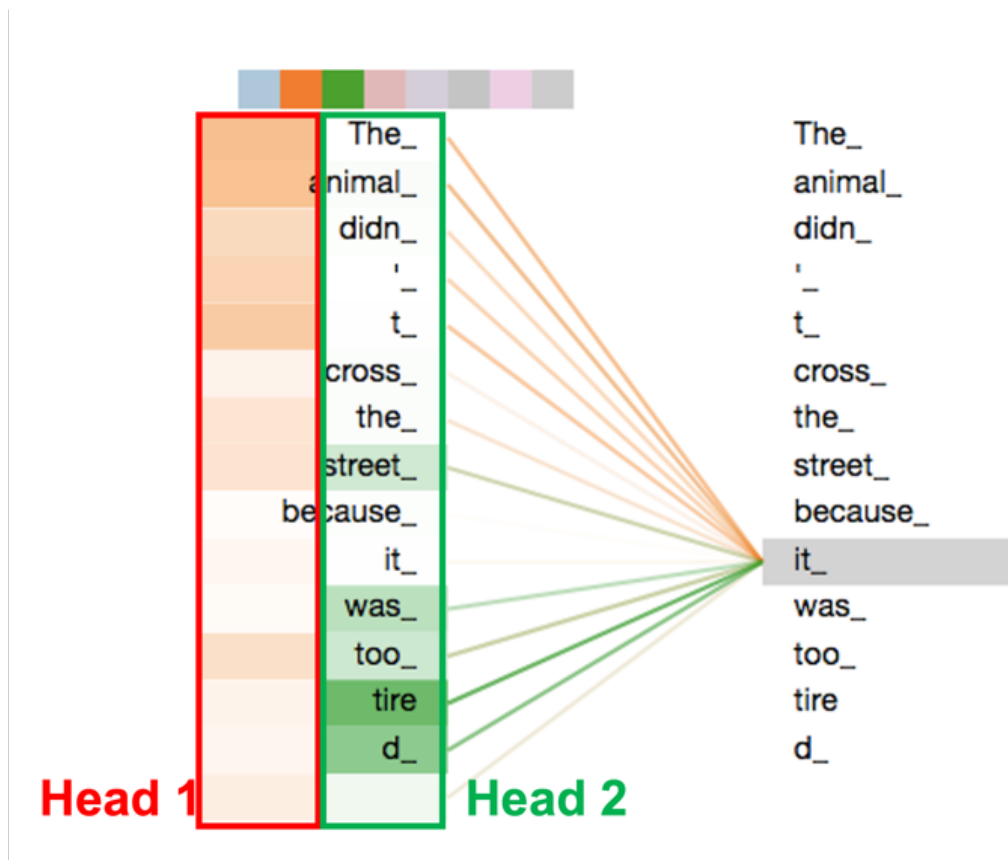 The_ The_
animal_ animal_
didn_ didn_
'_ '_
t_ t_
cross_ cross_
the_ the_
street_ street_
because_ because_
it_ it_
was_ was_
too_ too_
tire tire
d_ d_
Head 1 Head 2